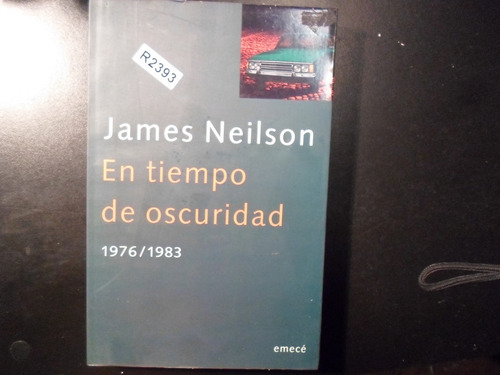 R2393
James Neilson
En tiempo
de oscuridad
1976/1983
emecé